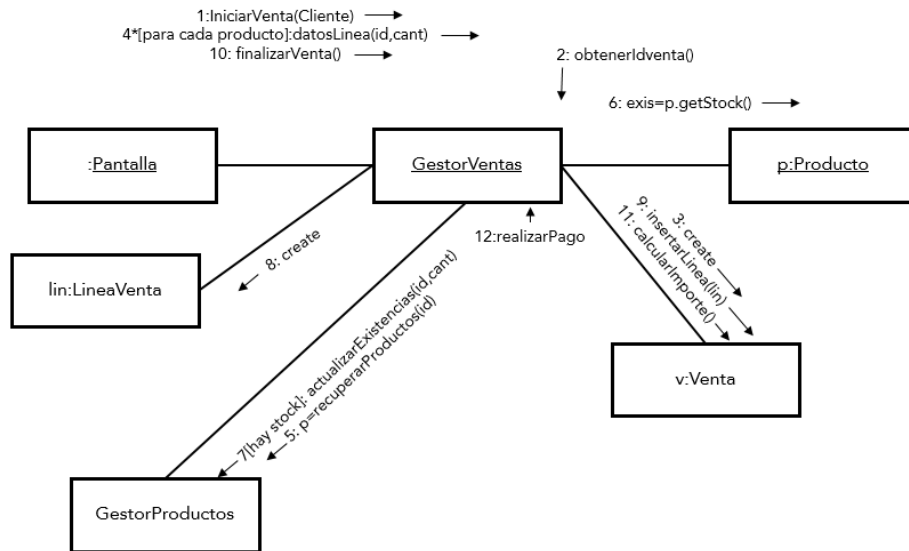 1:IniciarVenta(Cliente)
4*[para cada producto]:datosLinea(id,cant)
10: finalizarVenta()
2: obtenerIdventa()
6: exis=p.getStock()
:Pantalla
GestorVentas
p:Producto
12:realizarPago
8: create
3: create
9: insertarLinea(lin)
11: calcularImporte()
lin:LineaVenta
7[hay stock]: actualizarExistencias(id,cant)
5: p=recuperarProductos(id)
v:Venta
GestorProductos